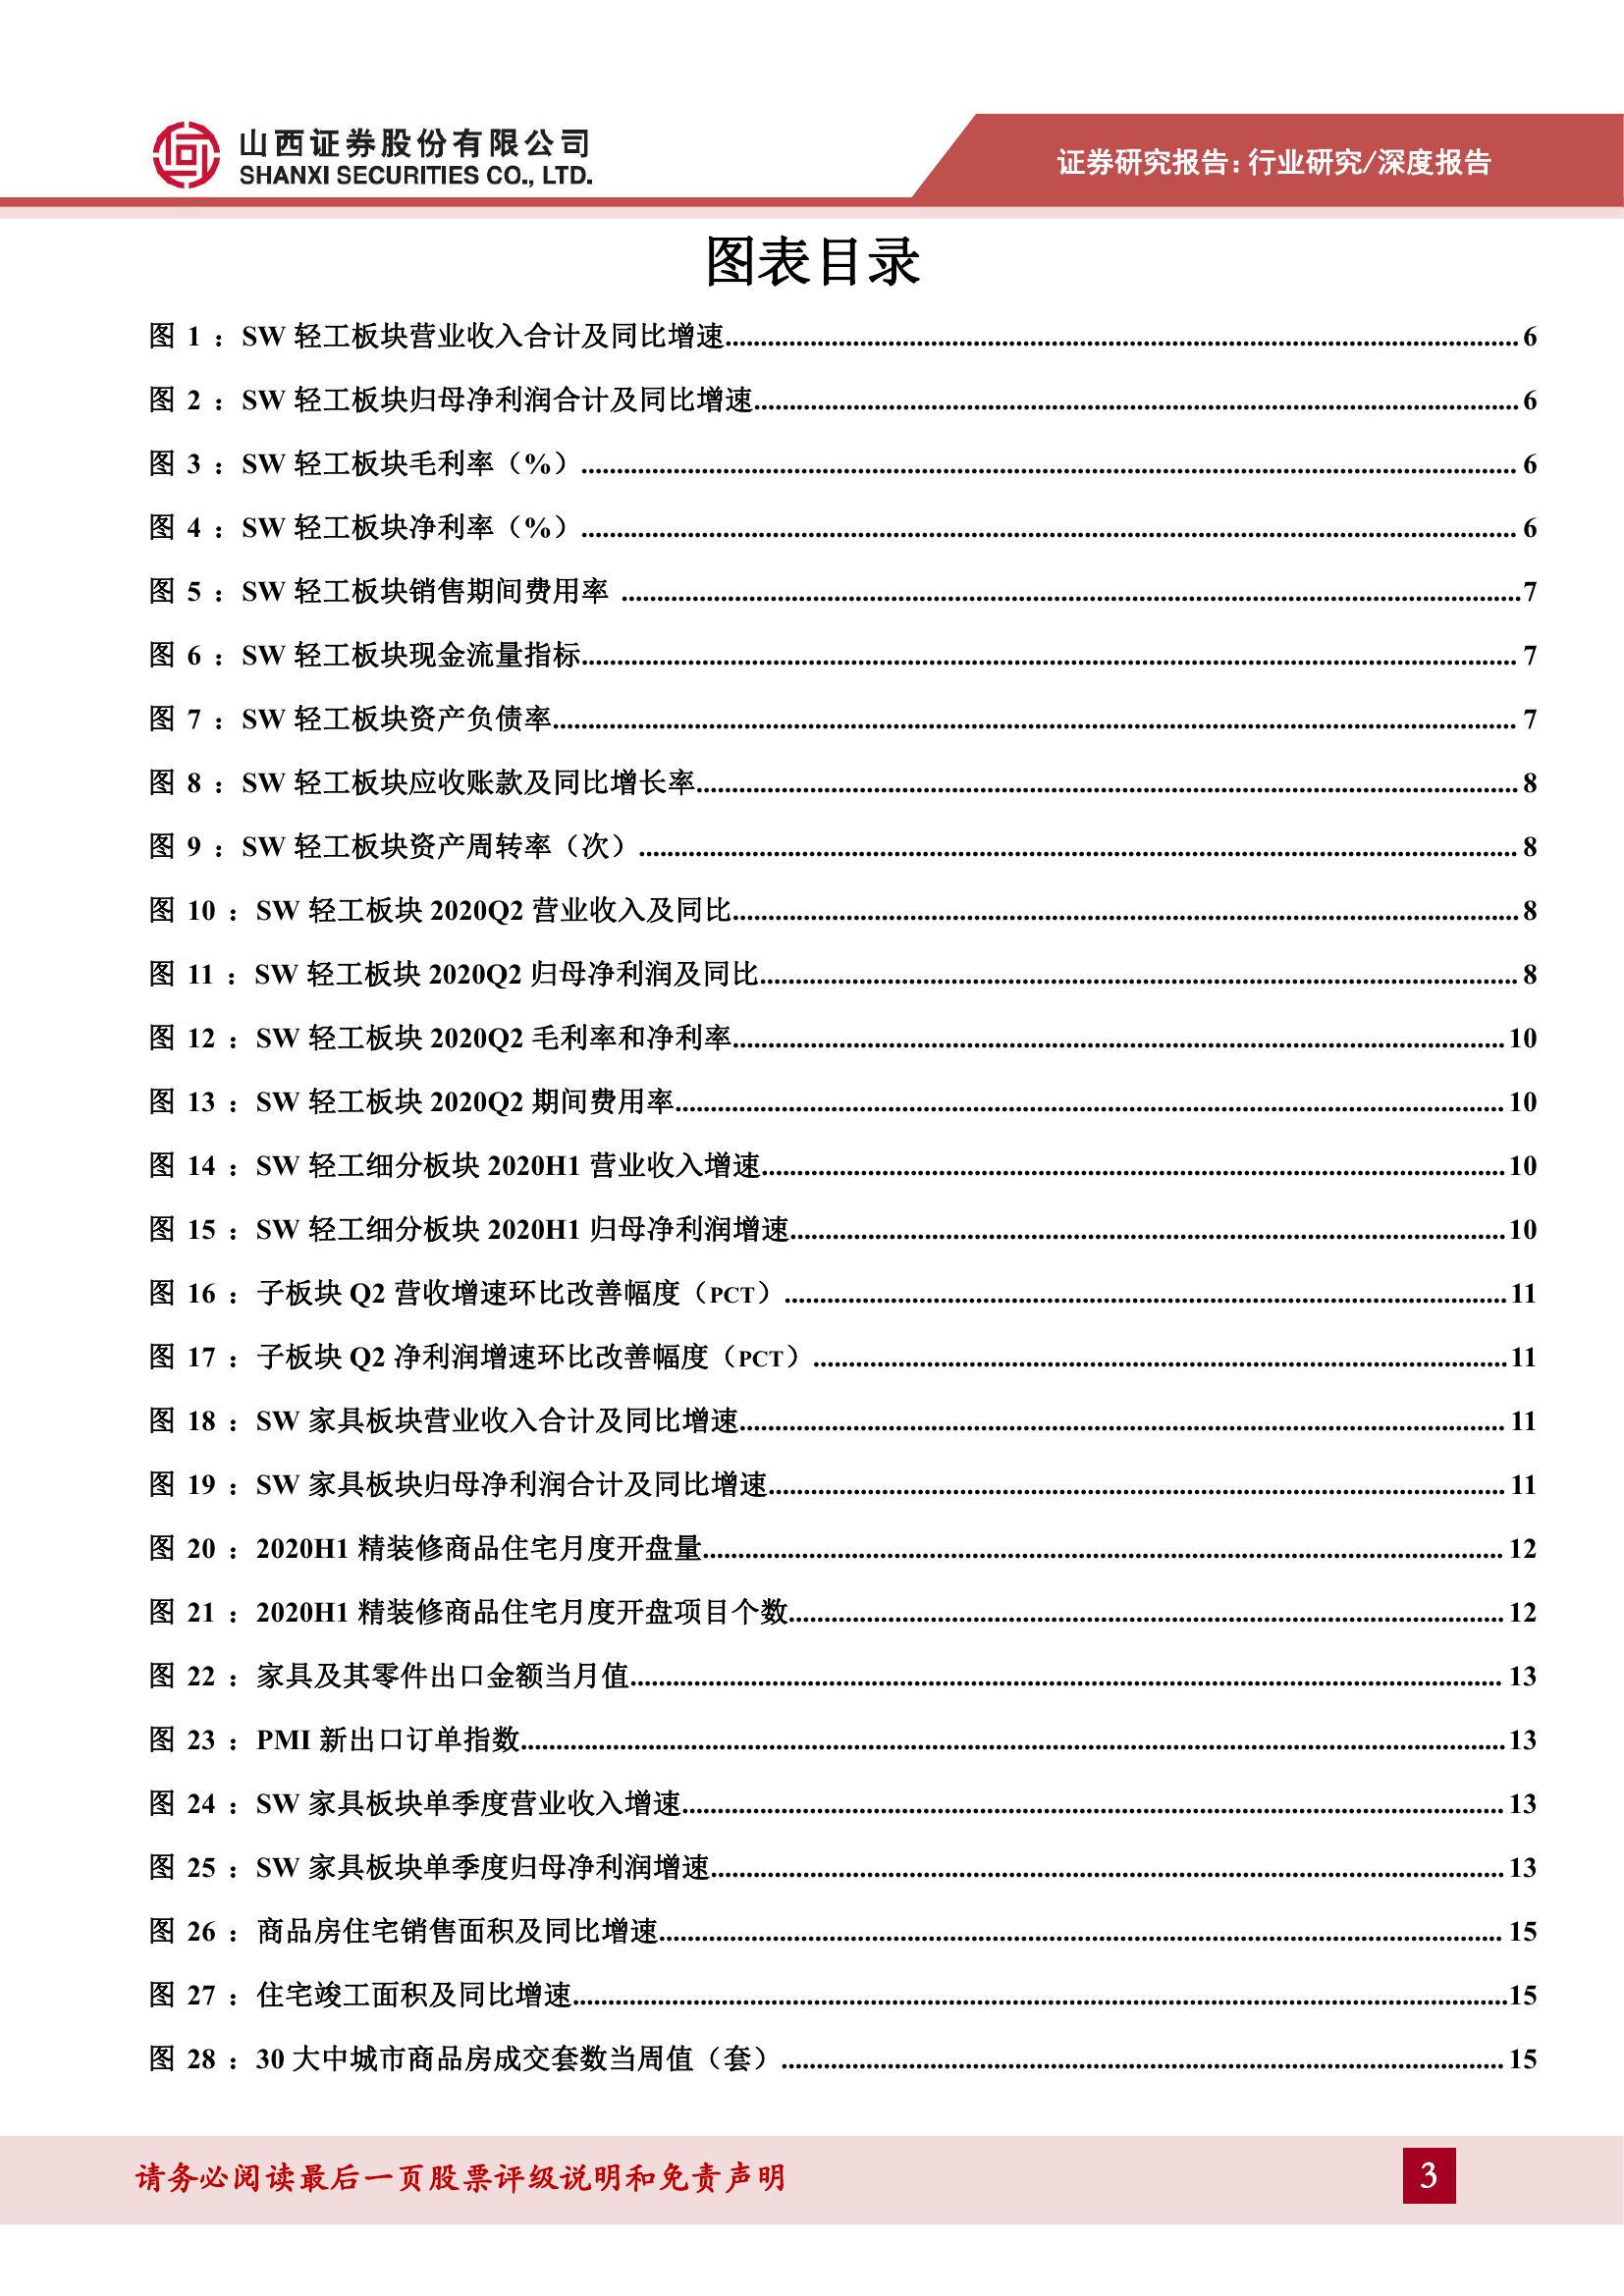 山西证券股份有限公司
SHANXI SECURITIES CO., LTD.
证券研究报告：行业研究/深度报告
图表目录
图 1 ：SW 轻工板块营业收入合计及同比增速 6
图 2 ：SW 轻工板块归母净利润合计及同比增速 6
图 3 ：SW 轻工板块毛利率（%） 6
图 4 ：SW 轻工板块净利率（%） 6
图 5 ：SW 轻工板块销售期间费用率 7
图 6 ：SW 轻工板块现金流量指标 7
图 7 ：SW 轻工板块资产负债率 7
图 8 ：SW 轻工板块应收账款及同比增长率 8
图 9 ：SW 轻工板块资产周转率（次） 8
图 10 ：SW 轻工板块 2020Q2 营业收入及同比 8
图 11 ：SW 轻工板块 2020Q2 归母净利润及同比 8
图 12 ：SW 轻工板块 2020Q2 毛利率和净利率 10
图 13 ：SW 轻工板块 2020Q2 期间费用率 10
图 14 ：SW 轻工细分板块 2020H1 营业收入增速 10
图 15 ：SW 轻工细分板块 2020H1 归母净利润增速 10
图 16 ：子板块 Q2 营收增速环比改善幅度（PCT） 11
图 17 ：子板块 Q2 净利润增速环比改善幅度（PCT） 11
图 18 ：SW 家具板块营业收入合计及同比增速 11
图 19 ：SW 家具板块归母净利润合计及同比增速 11
图 20 ：2020H1 精装修商品住宅月度开盘量 12
图 21 ：2020H1 精装修商品住宅月度开盘项目个数 12
图 22 ：家具及其零件出口金额当月值 13
图 23 ：PMI 新出口订单指数 13
图 24 ：SW 家具板块单季度营业收入增速 13
图 25 ：SW 家具板块单季度归母净利润增速 13
图 26 ：商品房住宅销售面积及同比增速 15
图 27 ：住宅竣工面积及同比增速 15
图 28 ：30 大中城市商品房成交套数当周值（套） 15
请务必阅读最后一页股票评级说明和免责声明
3